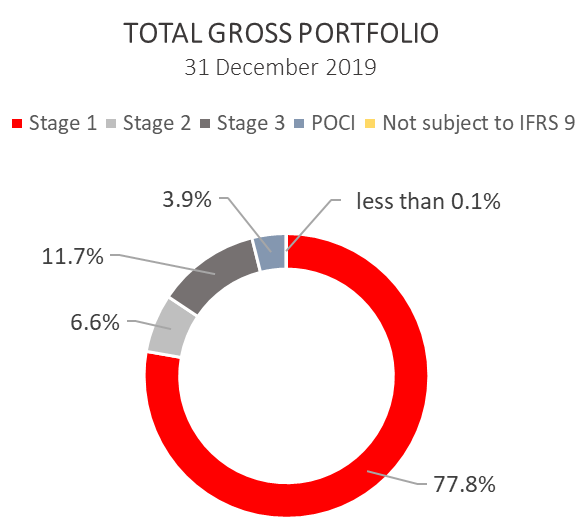 TOTAL GROSS PORTFOLIO
31 December 2019
Stage 1 Stage 2 Stage 3 POCI Not subject to IFRS 9
3.9% less than 0.1%
11.7%
6.6%
77.8%